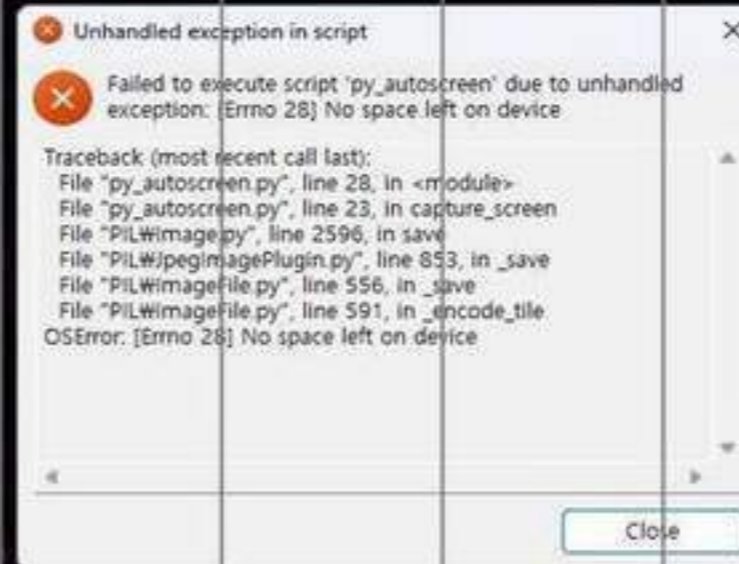 Unhandled exception in script
Failed to execute script 'py_autoscreen' due to unhandled
exception: [Errno 28] No space left on device
Traceback (most recent call last):
File "py_autoscreen.py", line 28, in <module>
File "py_autoscreen.py", line 23, in capture_screen
File "PIL₩Image.py", line 2596, in save
File "PIL₩JpegImagePlugin.py", line 853, in _save
File "PIL₩ImageFile.py", line 556, in _save
File "PIL₩ImageFile.py", line 591, in _encode_tile
OSError: [Errno 28] No space left on device
Close